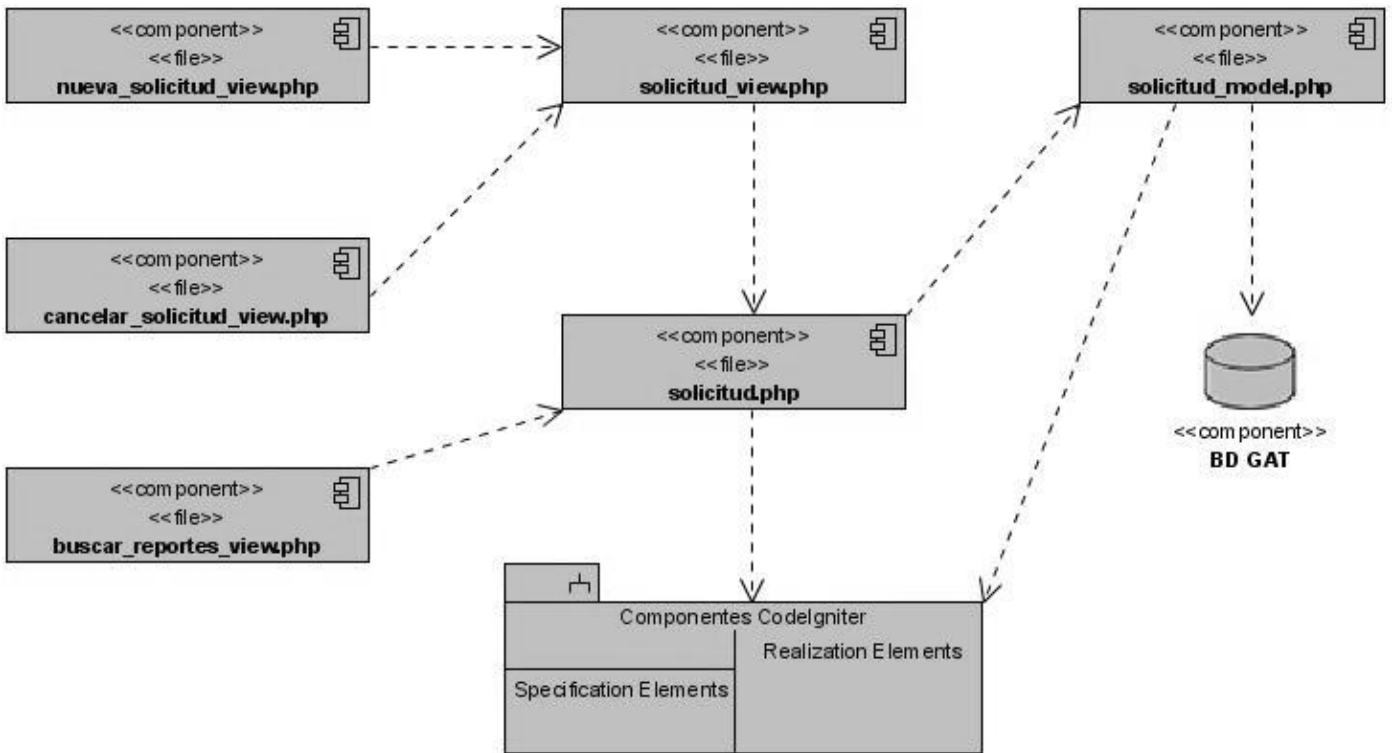 <<component>>
<<file>>
nueva_solicitud_view.php
<<component>>
<<file>>
solicitud_view.php
<<component>>
<<file>>
solicitud_model.php
<<component>>
<<file>>
cancelar_solicitud_view.php
<<component>>
<<file>>
solicitud.php
<<component>>
BD GAT
<<component>>
<<file>>
buscar_reportes_view.php
Componentes CodeIgniter
Realization Elements
Specification Elements